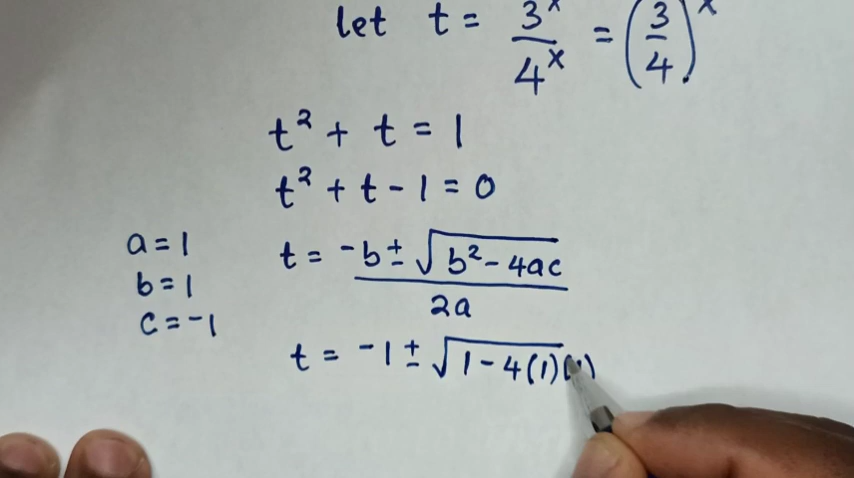 let t = 3^x / 4^x = (3/4)^x
t² + t = 1
t² + t - 1 = 0
a = 1
b = 1
c = -1
t = -b ± √(b² - 4ac) / 2a
t = -1 ± √1 - 4(1)(